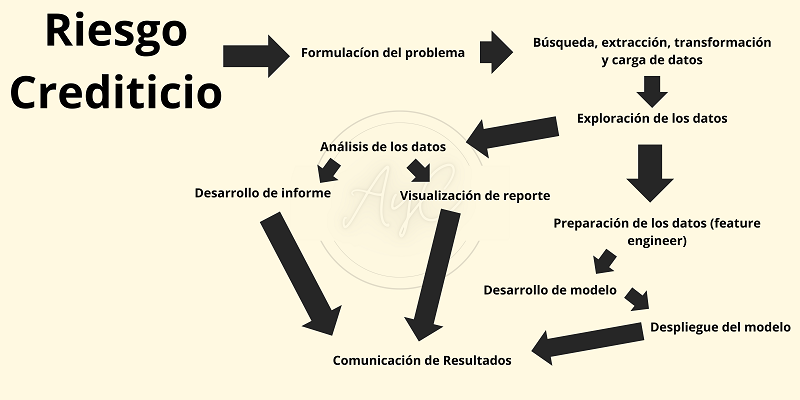 Riesgo
Crediticio
Formulacíon del problema
Búsqueda, extracción, transformación
y carga de datos
Exploración de los datos
Análisis de los datos
Desarrollo de informe
Visualización de reporte
Preparación de los datos (feature
engineer)
Desarrollo de modelo
Despliegue del modelo
Comunicación de Resultados